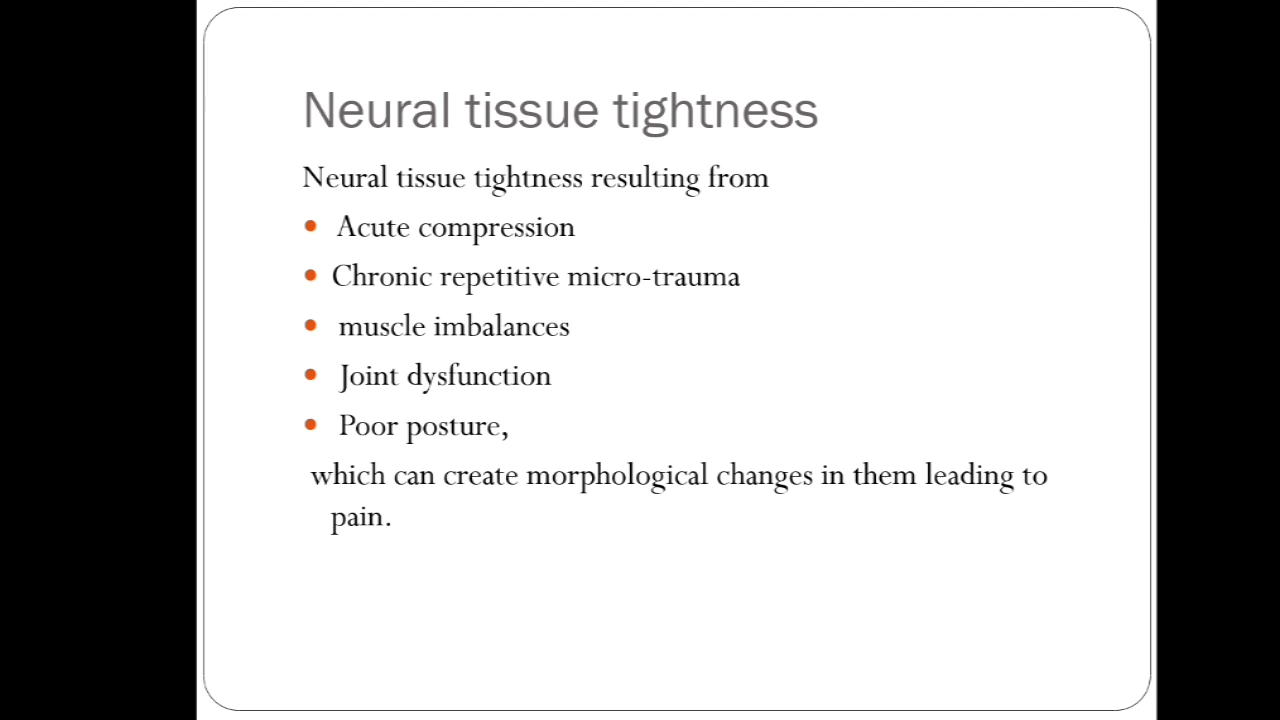 Neural tissue tightness
Neural tissue tightness resulting from
• Acute compression
• Chronic repetitive micro-trauma
• muscle imbalances
• Joint dysfunction
• Poor posture,
which can create morphological changes in them leading to
pain.